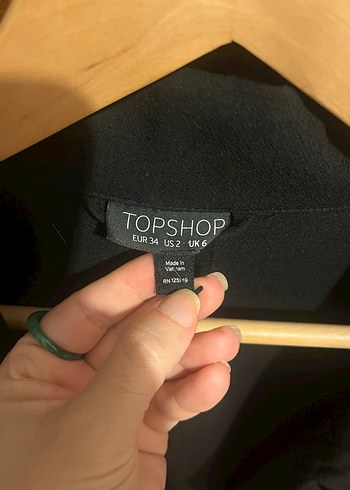 TOPSHOP
EUR 34 US 2 UK 6
Made in
Vietnam
RN 125119